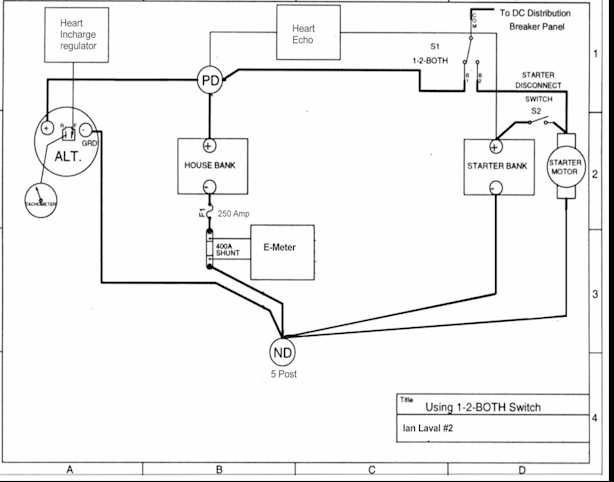 Heart
Incharge
regulator
Heart
Echo
To DC Distribution
Breaker Panel
S1
1-2-BOTH
1
STARTER
DISCONNECT
SWITCH
S2
PD
+
-
GRD
ALT.
TACHOMETER
+
HOUSE BANK
-
+
STARTER BANK
-
STARTER
MOTOR
2
F1
250 Amp
400A
SHUNT
E-Meter
3
ND
5 Post
Title
Using 1-2-BOTH Switch
Ian Laval #2
4
A
B
C
D